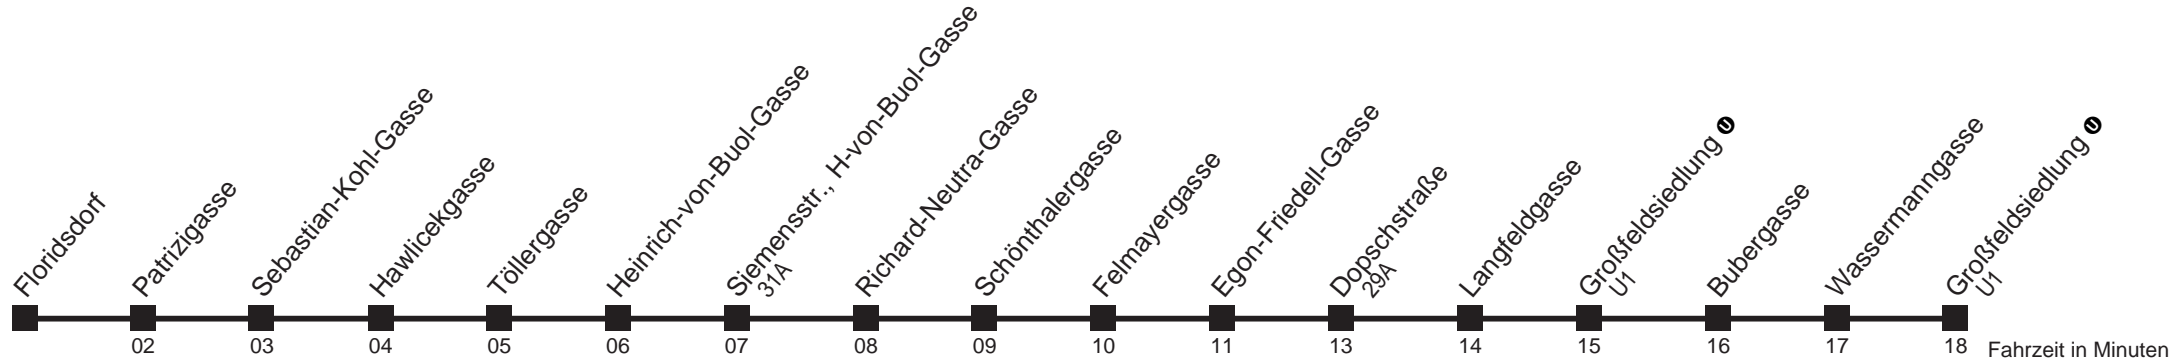 Floridsdorf
Patrizigasse
Sebastian-Kohl-Gasse
Hawlicekgasse
Töllergasse
Heinrich-von-Buol-Gasse
Siemensstr., H-von-Buol-Gasse
31A
Richard-Neutra-Gasse
Schönthalergasse
Felmayergasse
Egon-Friedell-Gasse
Dopschstraße
29A
Langfeldgasse
Großfeldsiedlung U
U1
Bubergasse
Wassermanngasse
Großfeldsiedlung U
U1
02 03 04 05 06 07 08 09 10 11 13 14 15 16 17 18 Fahrzeit in Minuten